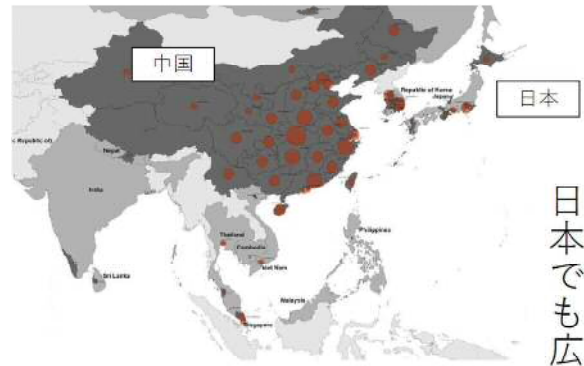 中国
日本
Republic of Korea
Japan
Nepal
India
Thailand
Cambodia
Viet Nam
Philippines
Sri Lanka
Malaysia
Singapore
日本でも広